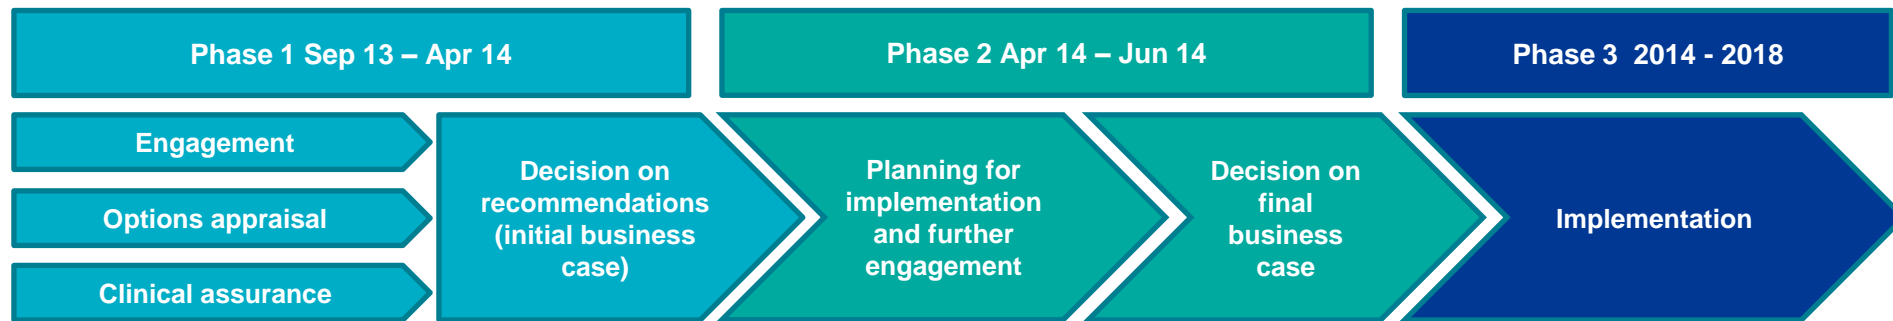 Phase 1 Sep 13 – Apr 14
Phase 2 Apr 14 – Jun 14
Phase 3 2014 - 2018
Engagement
Options appraisal
Clinical assurance
Decision on
recommendations
(initial business
case)
Planning for
implementation
and further
engagement
Decision on
final
business
case
Implementation